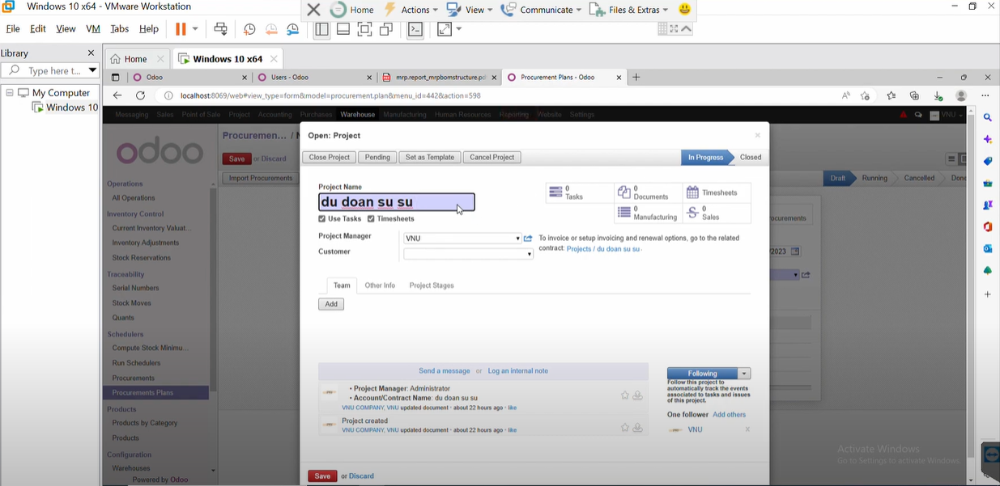 Windows 10 x64 - VMware Workstation
Home Actions View Communicate Files & Extras
File Edit View VM Tabs Help
Library
Home Windows 10 x64
Type here t...
My Computer
Windows 10
Odoo Users - Odoo mrp.report_mrpbomstructure.pd Procurement Plans - Odoo
localhost:8069/web#view_type=form&model=procurement.plan&menu_id=442&action=598
Messaging Sales Point of Sale Project Accounting Purchases Warehouse Manufacturing Human Resources Reporting Website Settings VNU
odoo
Operations
All Operations
Inventory Control
Current Inventory Valuat...
Inventory Adjustments
Stock Receptions
Traceability
Serial Numbers
Stock Moves
Quants
Schedulers
Compute Stock Minimu...
Run Schedulers
Procurements
Procurements Plans
Products
Products by Category
Products
Configuration
Warehouses
Powered by Odoo
Procuremen... /
Save or Discard
Import Procurements
Draft Running Cancelled Done
ocurements
/2023
Open: Project
Close Project Pending Set as Template Cancel Project In Progress Closed
Project Name
du doan su su
Use Tasks Timesheets
0 Tasks 0 Documents Timesheets
0 Manufacturing 0 Sales
Project Manager VNU
Customer
To invoice or setup invoicing and renewal options, go to the related
contract: Projects / du doan su su.
Team Other Info Project Stages
Add
Send a message or Log an internal note
• Project Manager: Administrator
• Account/Contract Name: du doan su su
VNU COMPANY, VNU updated document - about 22 hours ago - like
Project created
VNU COMPANY, VNU updated document - about 22 hours ago - like
Following
Follow this project to
automatically track the events
associated to tasks and issues
of this project.
One follower Add others
VNU x
Save or Discard
Activate Windows
Go to Settings to activate Windows.